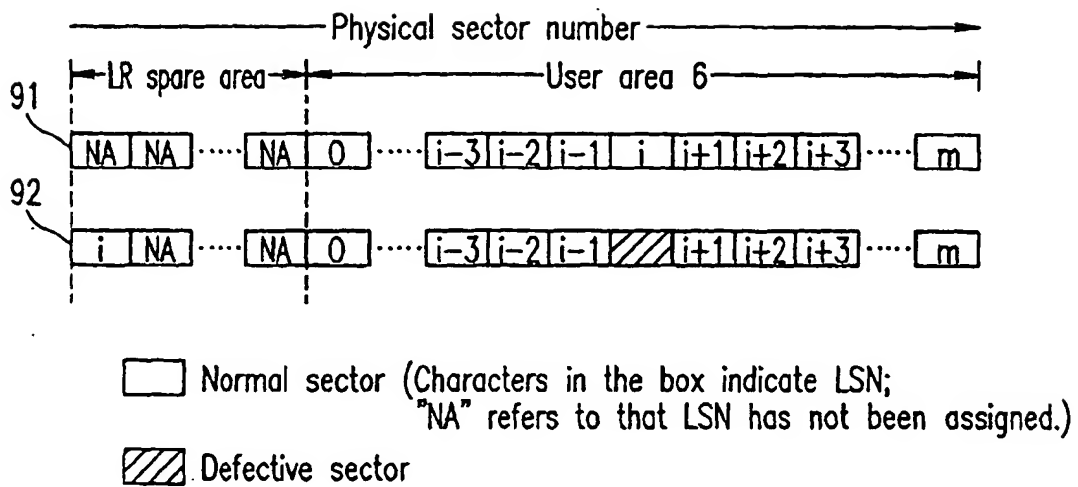 Physical sector number
LR spare area User area 6
91
NA NA ····· NA 0 ····· i-3 i-2 i-1 i i+1 i+2 i+3 ····· m
92
i NA ····· NA 0 ····· i-3 i-2 i-1 i+1 i+2 i+3 ····· m
Normal sector (Characters in the box indicate LSN;
"NA" refers to that LSN has not been assigned.)
Defective sector